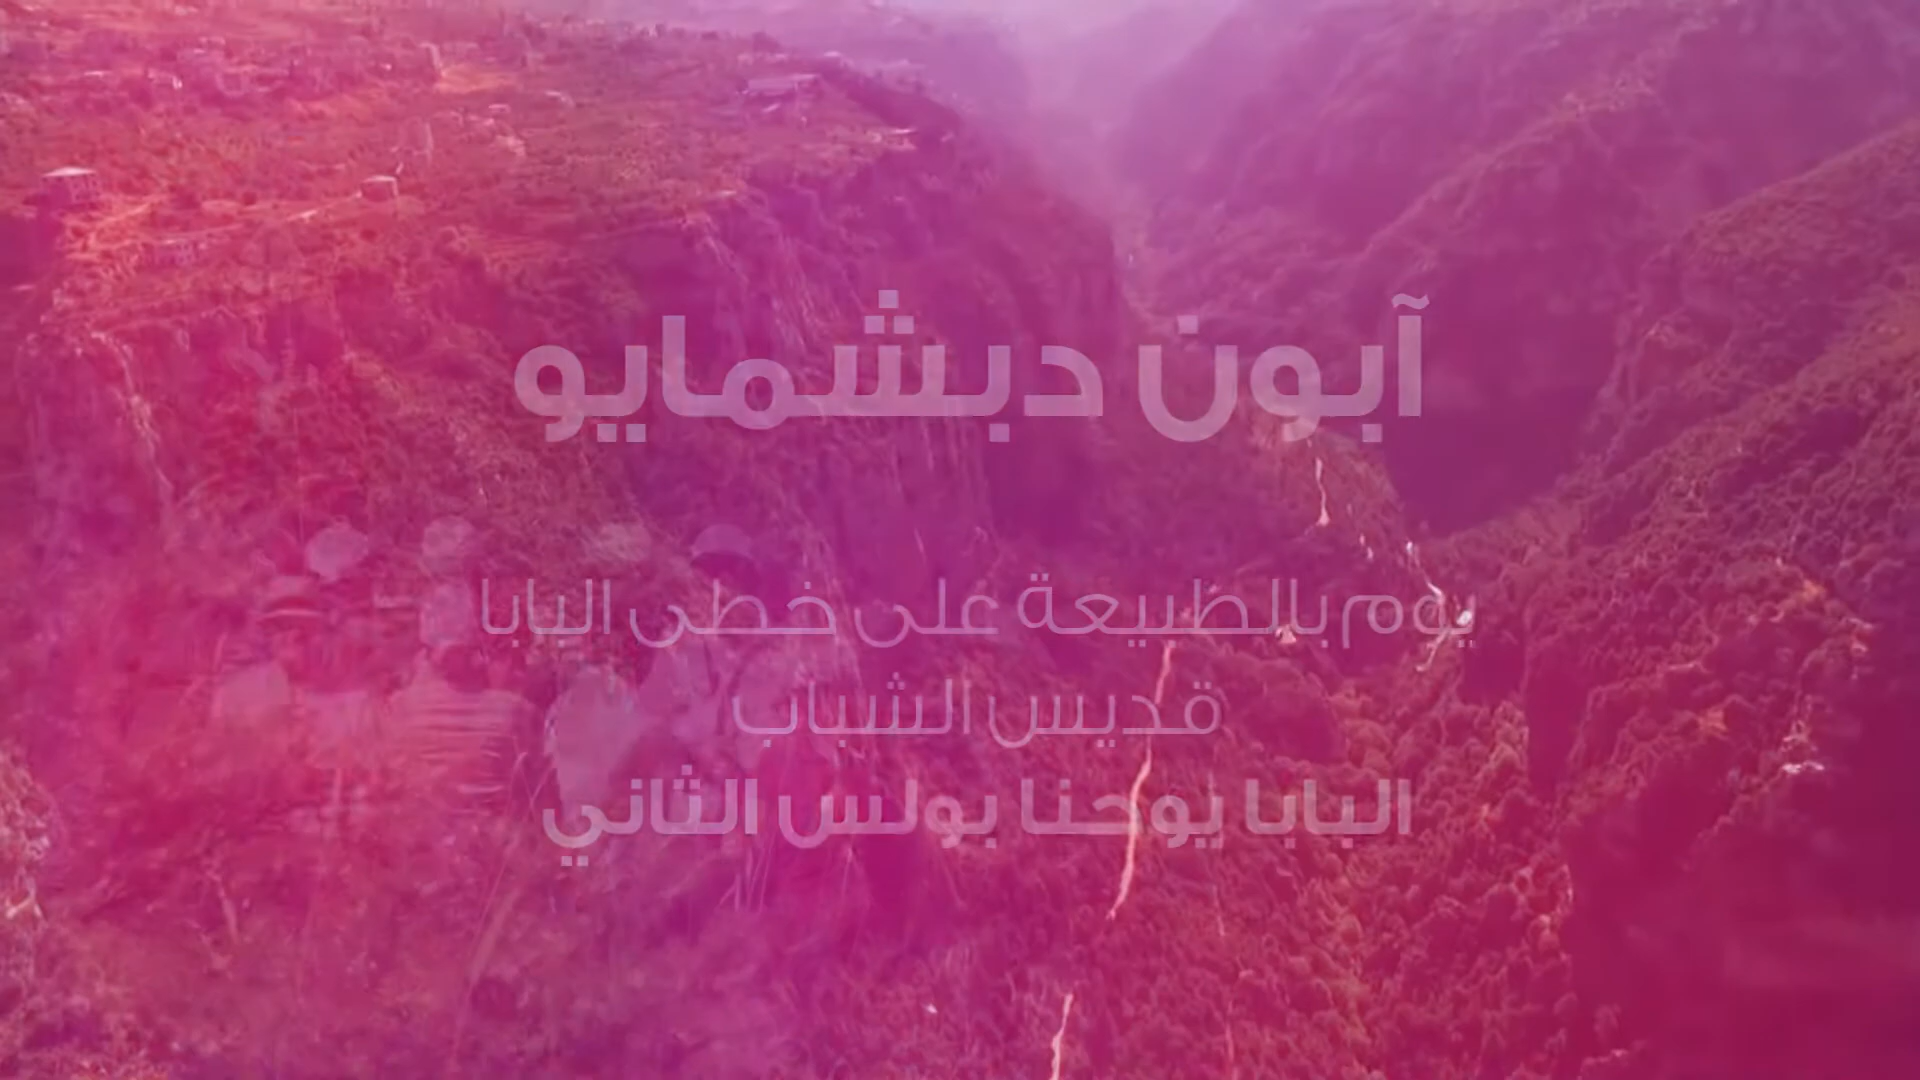 آبون دبشمايو
يوم بالطبيعة على خطى البابا
قديس الشباب
البابا يوحنا بولس الثاني